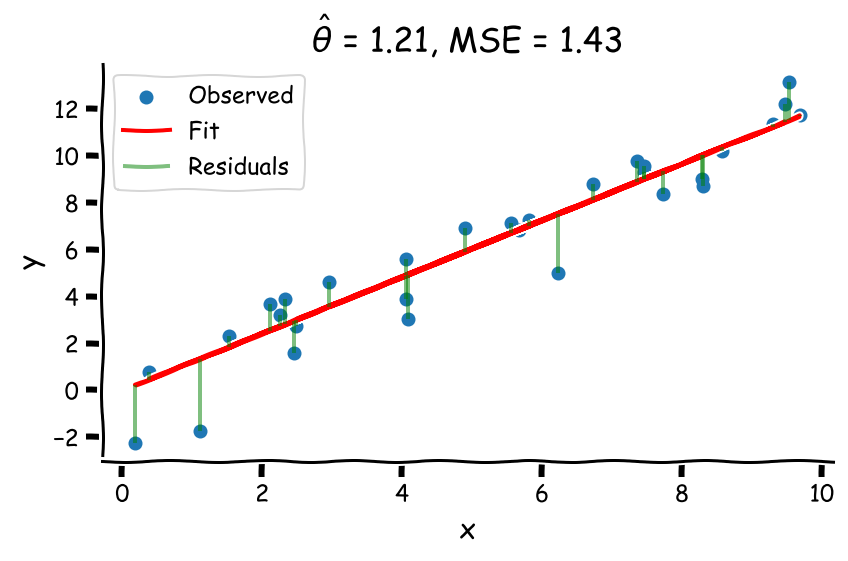 θ̂ = 1.21, MSE = 1.43
Observed
Fit
Residuals
12
10
8
6
4
2
0
−2
y
0 2 4 6 8 10
x